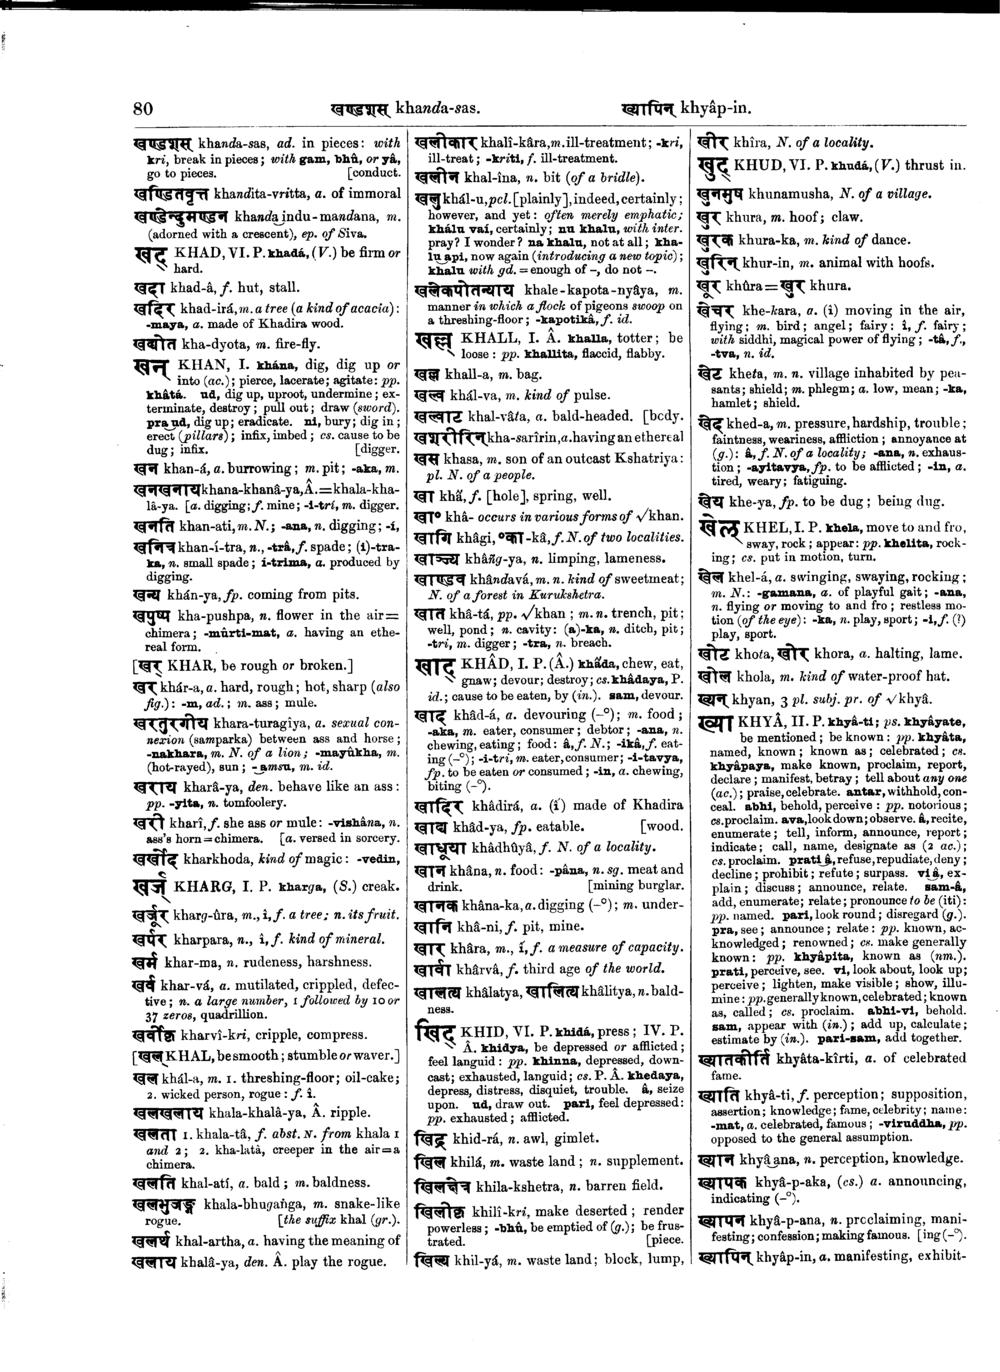 80
खण्डशस् khanda-sas.
ख्यापिन् khyâp-in.
खण्डशस् khanda-sas, ad. in pieces: with
kri, break in pieces; with gam, bhû, or yâ,
go to pieces. [conduct.
खण्डितवृत्त khandita-vritta, a. of immoral
खण्डेन्दुमण्डन khanda‿indu-mandana, m.
(adorned with a crescent), ep. of Siva.
खद् KHAD, VI. P. khadá, (V.) be firm or
hard.
खदा khad-â, f. hut, stall.
खदिर khad-irá, m. a tree (a kind of acacia):
-maya, a. made of Khadira wood.
खद्योत kha-dyota, m. fire-fly.
खन् KHAN, I. khána, dig, dig up or
into (ac.); pierce, lacerate; agitate: pp.
khâtá. ud, dig up, uproot, undermine; ex-
terminate, destroy; pull out; draw (sword).
pra‿ud, dig up; eradicate. ni, bury; dig in;
erect (pillars); infix, imbed; cs. cause to be
dug; infix. [digger.
खन khan-á, a. burrowing; m. pit; -aka, m.
खनखनाय khana-khanâ-ya, Â.=khala-kha-
lâ-ya. [a. digging; f. mine; -i-trí, m. digger.
खनति khan-ati, m. N.; -ana, n. digging; -i,
खनित्र khan-í-tra, n., -trâ, f. spade; (i)-tra-
ka, n. small spade; i-trima, a. produced by
digging.
खन्य khán-ya, fp. coming from pits.
खपुष्प kha-pushpa, n. flower in the air=
chimera; -mûrti-mat, a. having an ethe-
real form.
[खर् KHAR, be rough or broken.]
खर khár-a, a. hard, rough; hot, sharp (also
fig.): -m, ad.; m. ass; mule.
खरतुरगीय khara-turagîya, a. sexual con-
nexion (samparka) between ass and horse;
-nakhara, m. N. of a lion; -mayûkha, m.
(hot-rayed), sun; -‿amsu, m. id.
खराय kharâ-ya, den. behave like an ass:
pp. -yita, n. tomfoolery.
खरी kharî, f. she ass or mule: -vishâna, n.
ass's horn=chimera. [a. versed in sorcery.
खर्खोद kharkhoda, kind of magic: -vedin,
खर्ज् KHARG, I. P. kharga, (S.) creak.
खर्जूर kharg-ûra, m., î, f. a tree; n. its fruit.
खर्पर kharpara, n., î, f. kind of mineral.
खर्म khar-ma, n. rudeness, harshness.
खर्व khar-vá, a. mutilated, crippled, defec-
tive; n. a large number, 1 followed by 10 or
37 zeros, quadrillion.
खर्वीकृ kharvî-kri, cripple, compress.
[खल् KHAL, be smooth; stumble or waver.]
खल khál-a, m. 1. threshing-floor; oil-cake;
2. wicked person, rogue: f. î.
खलखलाय khala-khalâ-ya, Â. ripple.
खलता 1. khala-tâ, f. abst. N. from khala 1
and 2; 2. kha-latâ, creeper in the air=a
chimera.
खलति khal-atí, a. bald; m. baldness.
खलभुजङ्ग khala-bhugaṅga, m. snake-like
rogue. [the suffix khal (gr.).
खलर्थ khal-artha, a. having the meaning of
खलाय khalâ-ya, den. Â. play the rogue.
खलीकार khalî-kâra, m. ill-treatment; -kri,
ill-treat; -kriti, f. ill-treatment.
खलीन khal-îna, n. bit (of a bridle).
खलु khál-u, pcl. [plainly], indeed, certainly;
however, and yet: often merely emphatic;
khálu vaí, certainly; nu khalu, with inter.
pray? I wonder? na khalu, not at all; kha-
lu‿api, now again (introducing a new topic);
khalu with gd.=enough of –, do not –.
खलेकपोतन्याय khale-kapota-nyâya, m.
manner in which a flock of pigeons swoop on
a threshing-floor; -kapotikâ, f. id.
खल्ल् KHALL, I. Â. khalla, totter; be
loose: pp. khallita, flaccid, flabby.
खल्ल khall-a, m. bag.
खल्व khál-va, m. kind of pulse.
खल्वाट khal-vâta, a. bald-headed. [body.
खशरीरिन् kha-sarîrin, a. having an ethereal
खस khasa, m. son of an outcast Kshatriya:
pl. N. of a people.
खा khấ, f. [hole], spring, well.
खा° khâ- occurs in various forms of √khan.
खागि khâgi, °का -kâ, f. N. of two localities.
खाञ्ज्य khâñg-ya, n. limping, lameness.
खाण्डव khândavá, m. n. kind of sweetmeat;
N. of a forest in Kurukshetra.
खात khâ-tá, pp. √khan; m. n. trench, pit;
well, pond; n. cavity: (a)-ka, n. ditch, pit;
-tri, m. digger; -tra, n. breach.
खाद् KHÂD, I. P. (Â.) khấda, chew, eat,
gnaw; devour; destroy; cs. khâdaya, P.
id.; cause to be eaten, by (in.). sam, devour.
खाद khâd-á, a. devouring (–°); m. food;
-aka, m. eater, consumer; debtor; -ana, n.
chewing, eating; food: â, f. N.; -ikâ, f. eat-
ing (–°); -i-tri, m. eater, consumer; -i-tavya,
fp. to be eaten or consumed; -in, a. chewing,
biting (–°).
खादिर khâdirá, a. (î) made of Khadira
खाद्य khâd-ya, fp. eatable. [wood.
खाधूया khâdhûyâ, f. N. of a locality.
खान khâna, n. food: -pâna, n. sg. meat and
drink. [mining burglar.
खानक khâna-ka, a. digging (–°); m. under-
खानि khâ-ni, f. pit, mine.
खार khâra, m., î, f. a measure of capacity.
खार्वा khârvâ, f. third age of the world.
खालत्य khâlatya, खालित्य khâlitya, n. bald-
ness.
खिद् KHID, VI. P. khidá, press; IV. P.
Â. khidya, be depressed or afflicted;
feel languid: pp. khinna, depressed, down-
cast; exhausted, languid; cs. P. Â. khedaya,
depress, distress, disquiet, trouble. â, seize
upon. ud, draw out. pari, feel depressed:
pp. exhausted; afflicted.
खिद्र khid-rá, n. awl, gimlet.
खिल khilá, m. waste land; n. supplement.
खिलक्षेत्र khila-kshetra, n. barren field.
खिलीकृ khilî-kri, make deserted; render
powerless; -bhû, be emptied of (g.); be frus-
trated. [piece.
खिल्य khil-yá, m. waste land; block, lump,
खीर khîra, N. of a locality.
खुद् KHUD, VI. P. khudá, (V.) thrust in.
खुनमुष khunamusha, N. of a village.
खुर khura, m. hoof; claw.
खुरक khura-ka, m. kind of dance.
खुरिन् khur-in, m. animal with hoofs.
खूर khûra=खुर khura.
खेचर khe-kara, a. (î) moving in the air,
flying; m. bird; angel; fairy: î, f. fairy;
with siddhi, magical power of flying; -tâ, f.,
-tva, n. id.
खेट kheta, m. n. village inhabited by pea-
sants; shield; m. phlegm; a. low, mean; -ka,
hamlet; shield.
खेद khed-a, m. pressure, hardship, trouble;
faintness, weariness, affliction; annoyance at
(g.): â, f. N. of a locality; -ana, n. exhaus-
tion; -ayitavya, fp. to be afflicted; -in, a.
tired, weary; fatiguing.
खेय khe-ya, fp. to be dug; being dug.
खेल् KHEL, I. P. khela, move to and fro,
sway, rock; appear: pp. khelita, rock-
ing; cs. put in motion, turn.
खेल khel-á, a. swinging, swaying, rocking;
m. N.: -gamana, a. of playful gait; -ana,
n. flying or moving to and fro; restless mo-
tion (of the eye): -ka, n. play, sport; -i, f. (?)
play, sport.
खोट khota, खोर khora, a. halting, lame.
खोल khola, m. kind of water-proof hat.
ख्यन् khyan, 3 pl. subj. pr. of √khyâ.
ख्या KHYÂ, II. P. khyâ-ti; ps. khyâyate,
be mentioned; be known: pp. khyâta,
named, known; known as; celebrated; cs.
khyâpaya, make known, proclaim, report,
declare; manifest, betray; tell about any one
(ac.); praise, celebrate. antar, withhold, con-
ceal. abhi, behold, perceive: pp. notorious;
cs. proclaim. ava, look down; observe. â, recite,
enumerate; tell, inform, announce, report;
indicate; call, name, designate as (2 ac.);
cs. proclaim. prati‿â, refuse, repudiate, deny;
decline; prohibit; refute; surpass. vi‿â, ex-
plain; discuss; announce, relate. sam-â,
add, enumerate; relate; pronounce to be (iti):
pp. named. pari, look round; disregard (g.).
pra, see; announce; relate: pp. known, ac-
knowledged; renowned; cs. make generally
known: pp. khyâpita, known as (nm.).
prati, perceive, see. vi, look about, look up;
perceive; lighten, make visible; show, illu-
mine: pp. generally known, celebrated; known
as, called; cs. proclaim. abhi-vi, behold.
sam, appear with (in.); add up, calculate;
estimate by (in.). pari-sam, add together.
ख्यातकीर्ति khyâta-kîrti, a. of celebrated
fame.
ख्याति khyâ-ti, f. perception; supposition,
assertion; knowledge; fame, celebrity; name:
-mat, a. celebrated, famous; -viruddha, pp.
opposed to the general assumption.
ख्यान khyâ‿ana, n. perception, knowledge.
ख्यापक khyâ-p-aka, (cs.) a. announcing,
indicating (–°).
ख्यापन khyâ-p-ana, n. proclaiming, mani-
festing; confession; making famous. [ing (–°).
ख्यापिन् khyâp-in, a. manifesting, exhibit-